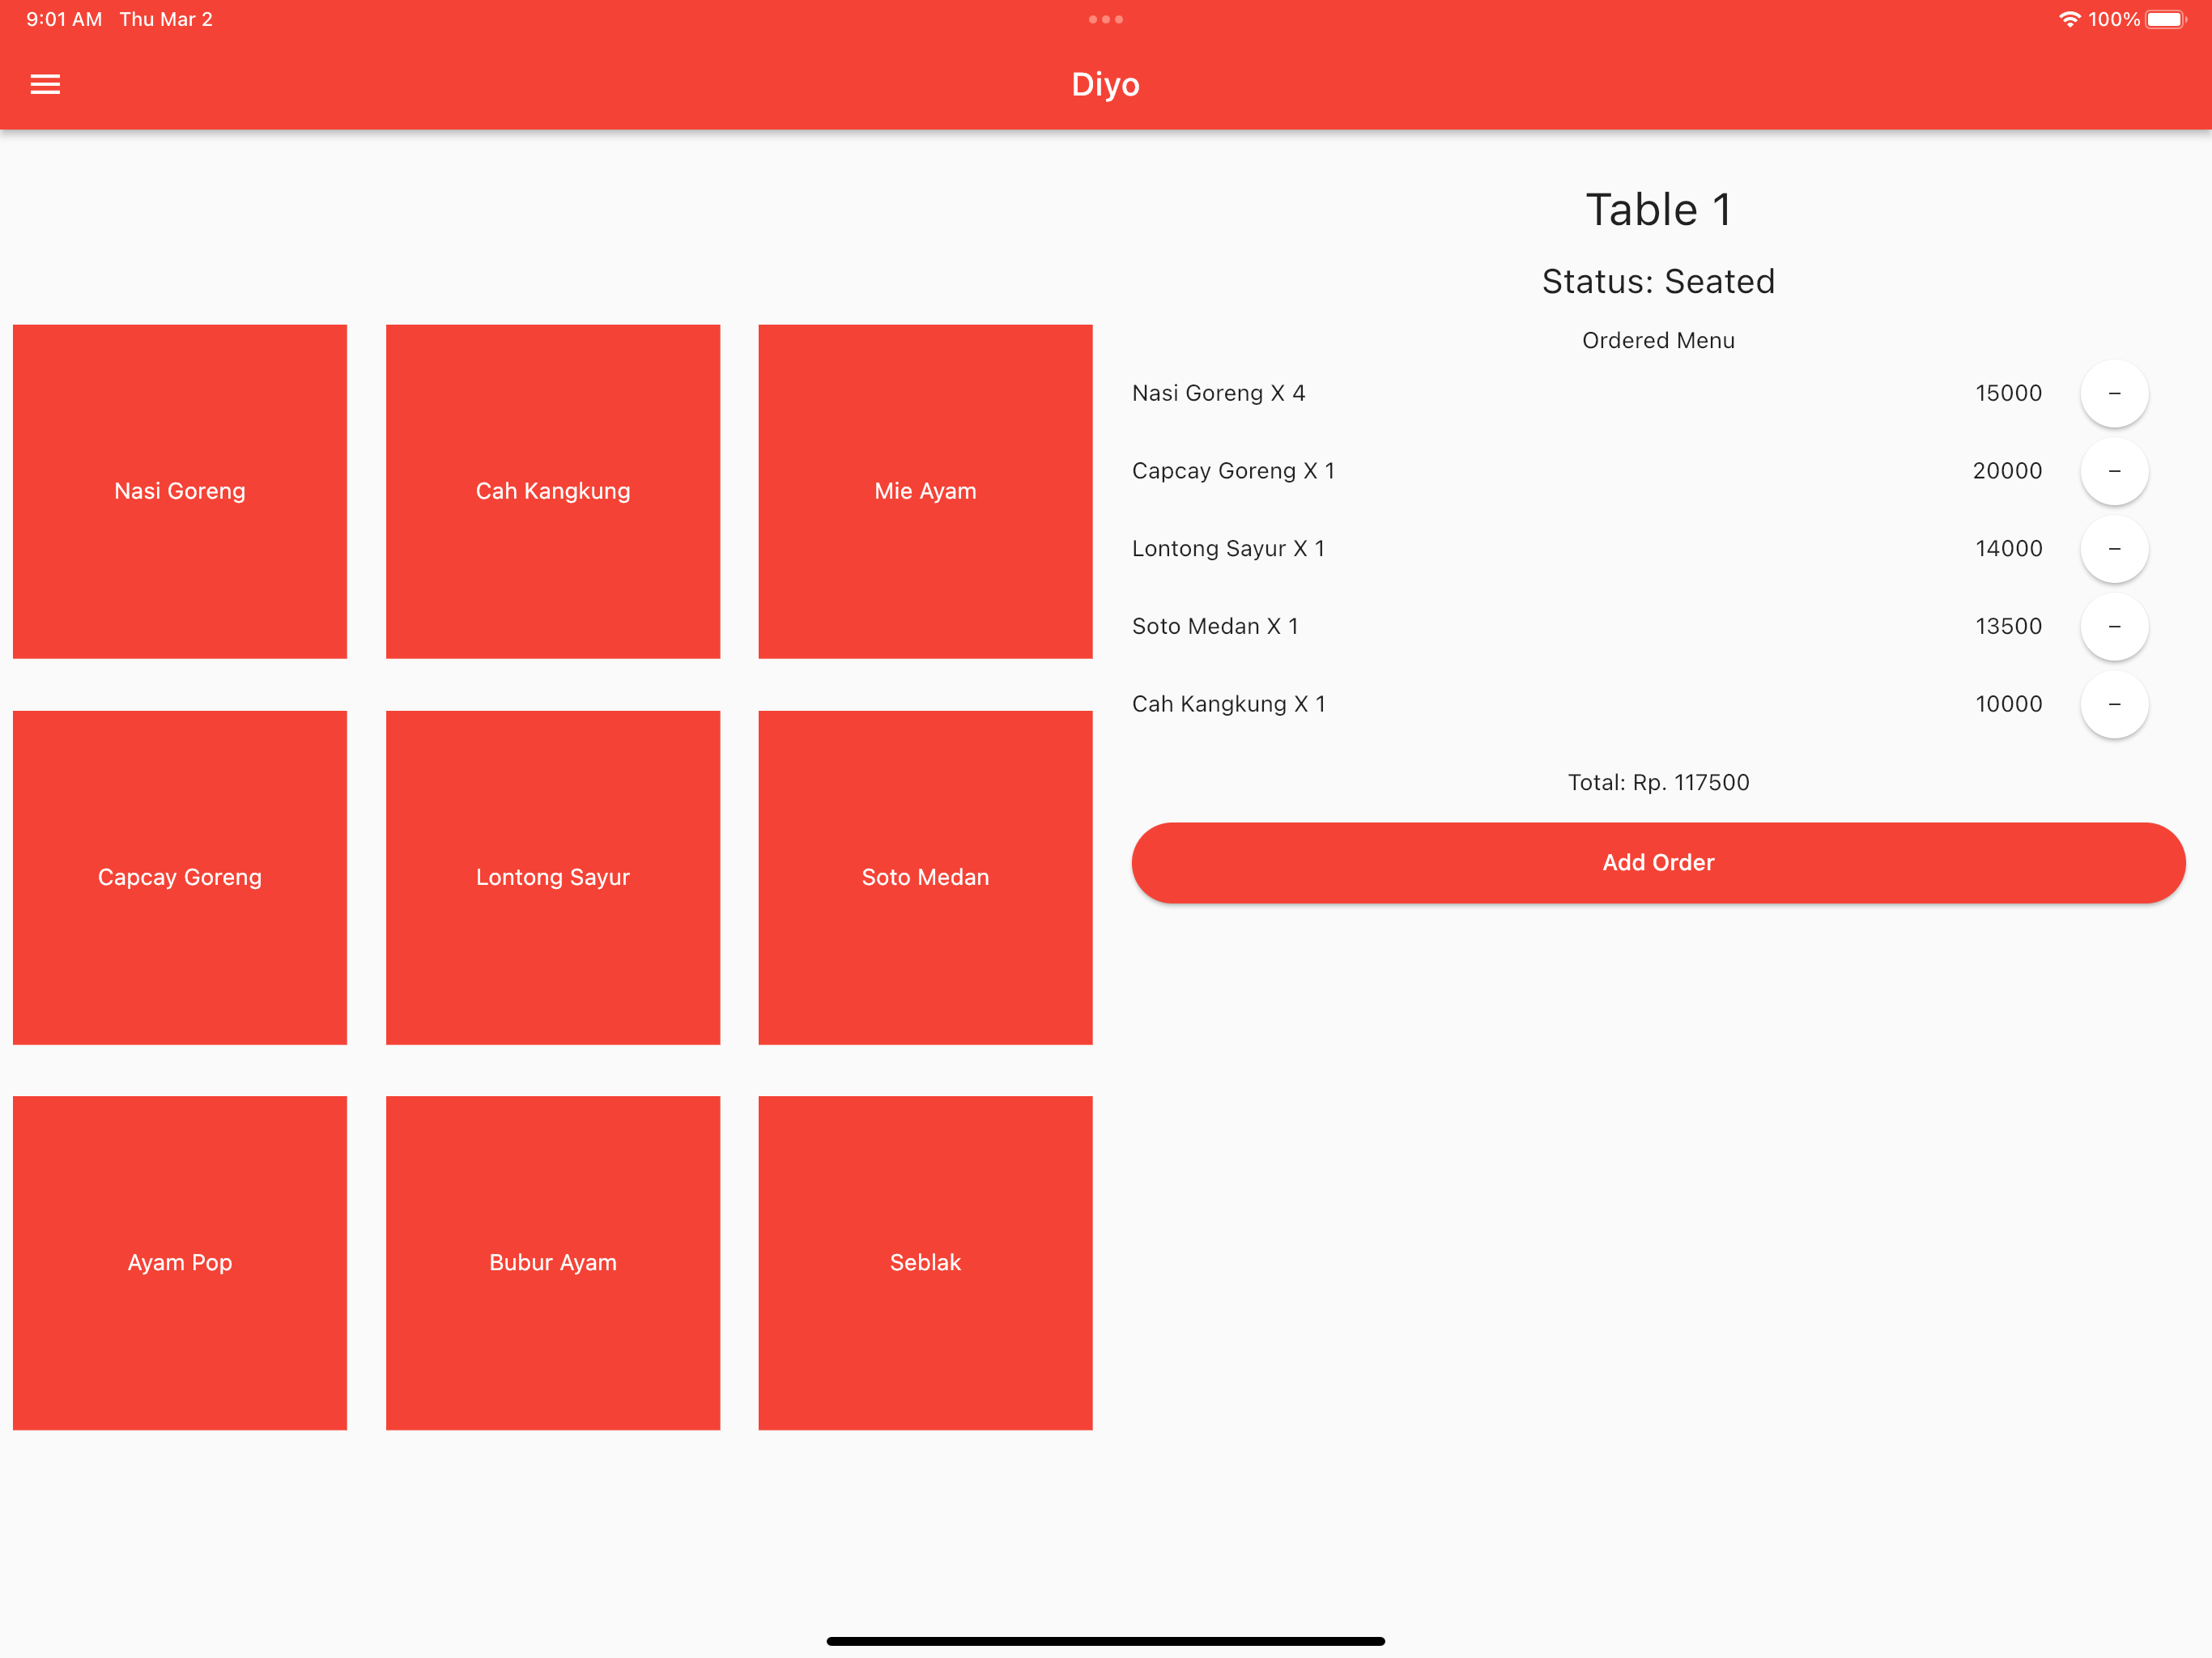 9:01 AM Thu Mar 2
100%
Diyo
Nasi Goreng
Cah Kangkung
Mie Ayam
Capcay Goreng
Lontong Sayur
Soto Medan
Ayam Pop
Bubur Ayam
Seblak
Table 1
Status: Seated
Ordered Menu
Nasi Goreng X 4 15000 −
Capcay Goreng X 1 20000 −
Lontong Sayur X 1 14000 −
Soto Medan X 1 13500 −
Cah Kangkung X 1 10000 −
Total: Rp. 117500
Add Order